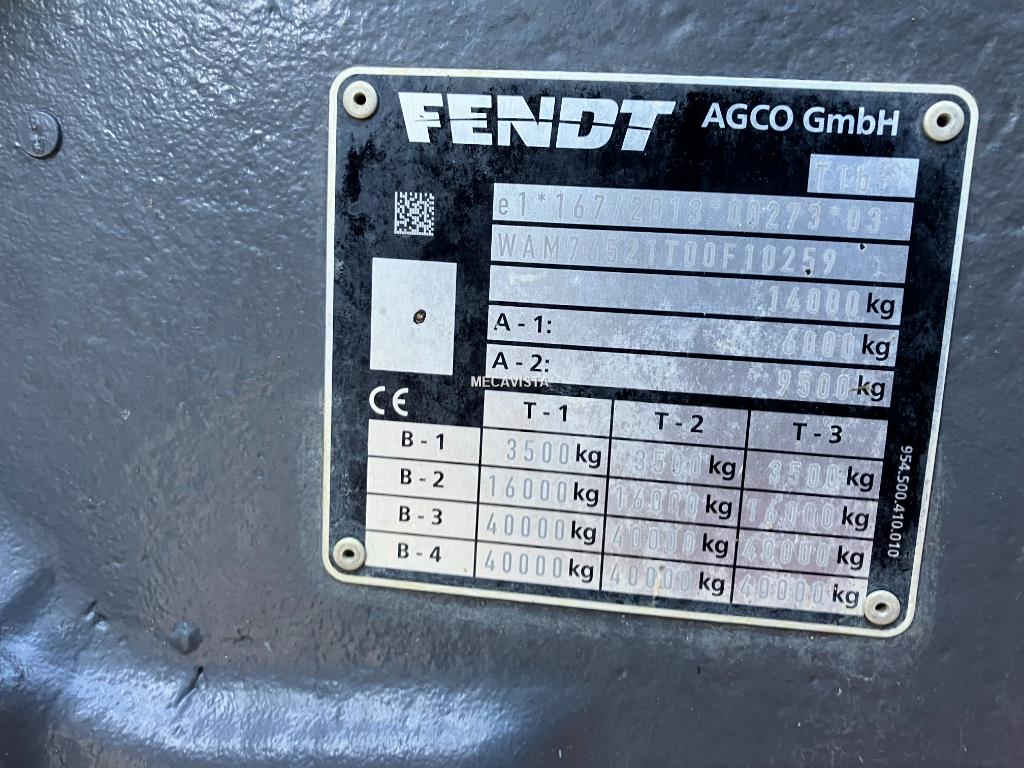 FENDT AGCO GmbH
T1b
e1*167/2013*00273*03
WAM76521T00F10259
14000 kg
A - 1: 6000 kg
A - 2: 9500 kg
MECAVISTA
CE
T - 1 T - 2 T - 3
B - 1 3500 kg 3500 kg 3500 kg
B - 2 16000 kg 16000 kg 16000 kg
B - 3 40000 kg 40000 kg 40000 kg
B - 4 40000 kg 40000 kg 40000 kg
954.500.410.010